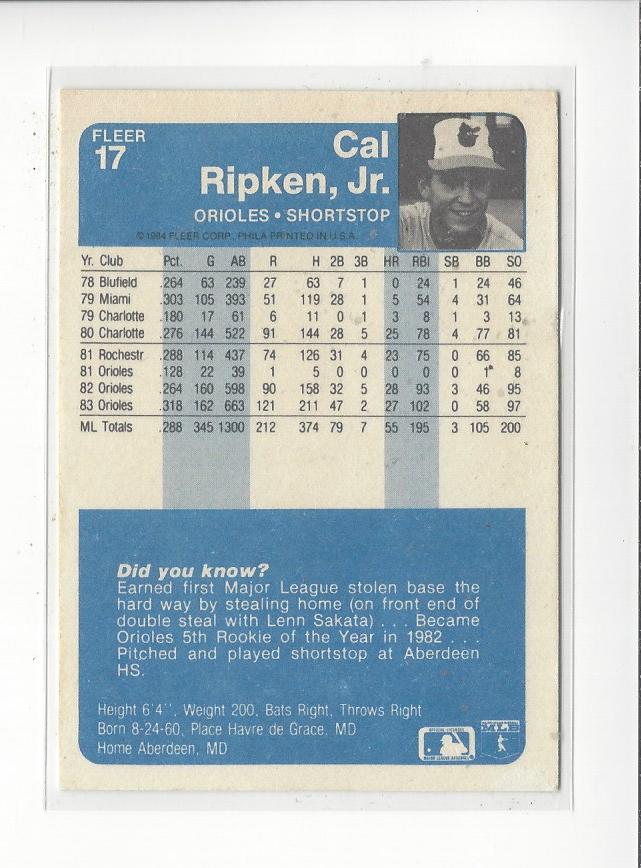 FLEER
17
Cal
Ripken, Jr.
ORIOLES • SHORTSTOP
© 1984 FLEER CORP., PHILA PRINTED IN U.S.A.
Yr. Club Pct. G AB R H 2B 3B HR RBI SB BB SO
78 Blufield .264 63 239 27 63 7 1 0 24 1 24 46
79 Miami .303 105 393 51 119 28 1 5 54 4 31 64
79 Charlotte .180 17 61 6 11 0 1 3 8 1 3 13
80 Charlotte .276 144 522 91 144 28 5 25 78 4 77 81
81 Rochestr .288 114 437 74 126 31 4 23 75 0 66 85
81 Orioles .128 22 39 1 5 0 0 0 0 0 1 8
82 Orioles .264 160 598 90 158 32 5 28 93 3 46 95
83 Orioles .318 162 663 121 211 47 2 27 102 0 58 97
ML Totals .288 345 1300 212 374 79 7 55 195 3 105 200
Did you know?
Earned first Major League stolen base the
hard way by stealing home (on front end of
double steal with Lenn Sakata) . . . Became
Orioles 5th Rookie of the Year in 1982 . . .
Pitched and played shortstop at Aberdeen
HS.
Height 6'4'', Weight 200, Bats Right, Throws Right
Born 8-24-60, Place Havre de Grace, MD
Home Aberdeen, MD
OFFICIAL LICENSEE
MAJOR LEAGUE BASEBALL